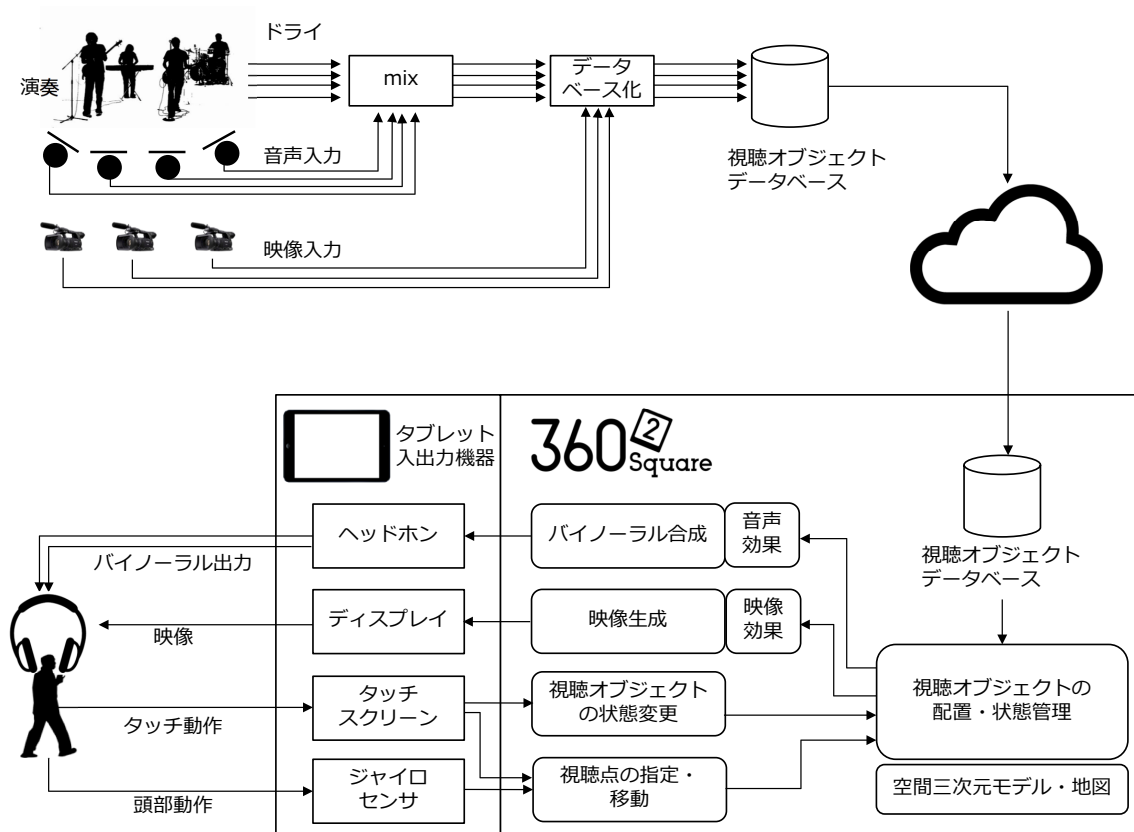 ドライ
演奏
mix
データ
ベース化
音声入力
視聴オブジェクト
データベース
映像入力
タブレット
入出力機器
360
2
Square
ヘッドホン
バイノーラル合成
音声
効果
バイノーラル出力
視聴オブジェクト
データベース
ディスプレイ
映像生成
映像
効果
映像
タッチ
スクリーン
視聴オブジェクト
の状態変更
視聴オブジェクトの
配置・状態管理
タッチ動作
ジャイロ
センサ
視聴点の指定・
移動
空間三次元モデル・地図
頭部動作